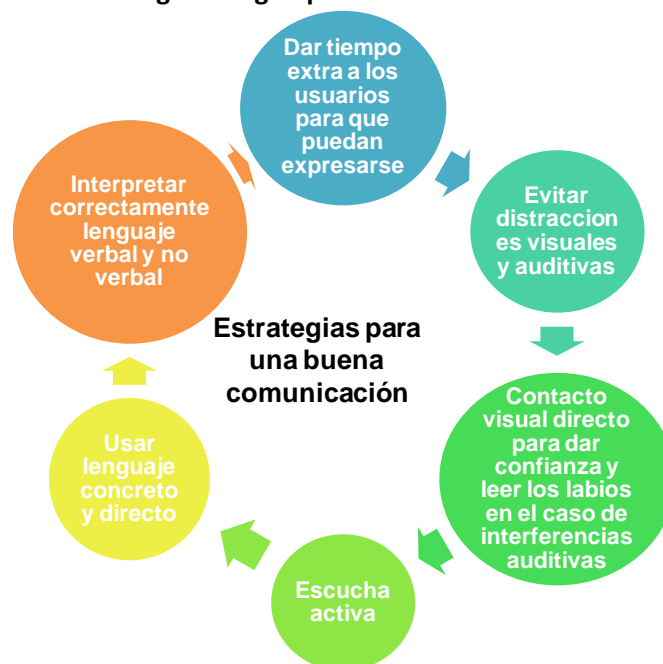 Dar tiempo
extra a los
usuarios
para que
puedan
expresarse
Evitar
distraccion
es visuales
y auditivas
Contacto
visual directo
para dar
confianza y
leer los labios
en el caso de
interferencias
auditivas
Escucha
activa
Usar
lenguaje
concreto
y directo
Interpretar
correctamente
lenguaje
verbal y no
verbal
Estrategias para
una buena
comunicación